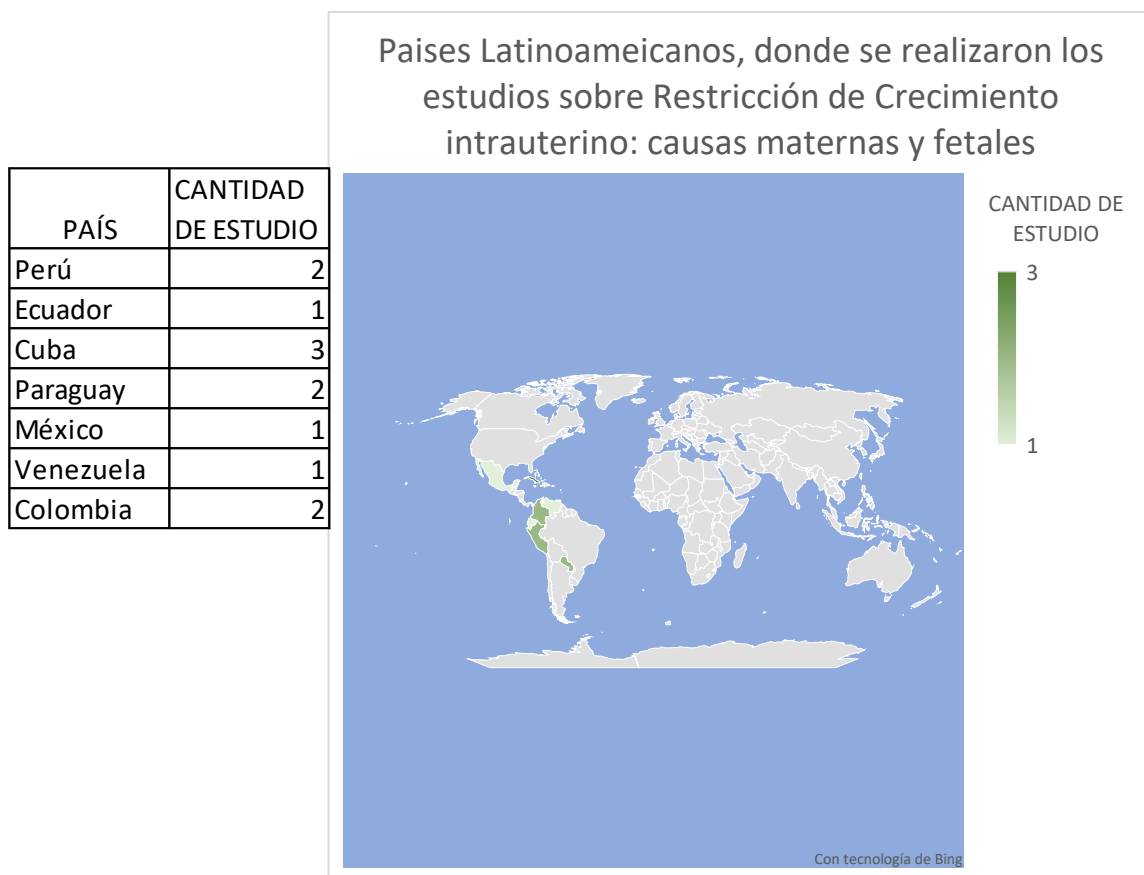 Paises Latinoameicanos, donde se realizaron los
estudios sobre Restricción de Crecimiento
intrauterino: causas maternas y fetales
PAÍS CANTIDAD DE ESTUDIO
Perú 2
Ecuador 1
Cuba 3
Paraguay 2
México 1
Venezuela 1
Colombia 2
CANTIDAD DE
ESTUDIO
3
1
Con tecnología de Bing